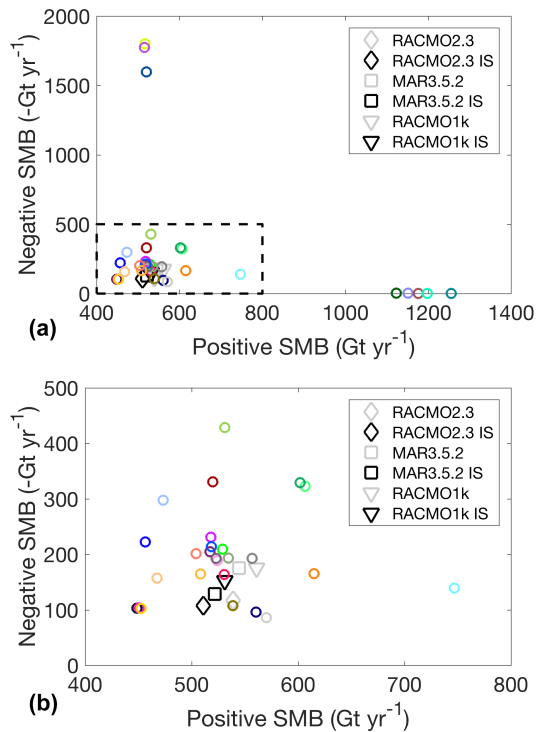 2000
1500
1000
500
0
Negative SMB (-Gt yr⁻¹)
RACMO2.3
RACMO2.3 IS
MAR3.5.2
MAR3.5.2 IS
RACMO1k
RACMO1k IS
400 600 800 1000 1200 1400
(a)
Positive SMB (Gt yr⁻¹)
500
400
300
200
100
0
Negative SMB (-Gt yr⁻¹)
RACMO2.3
RACMO2.3 IS
MAR3.5.2
MAR3.5.2 IS
RACMO1k
RACMO1k IS
400 500 600 700 800
(b)
Positive SMB (Gt yr⁻¹)